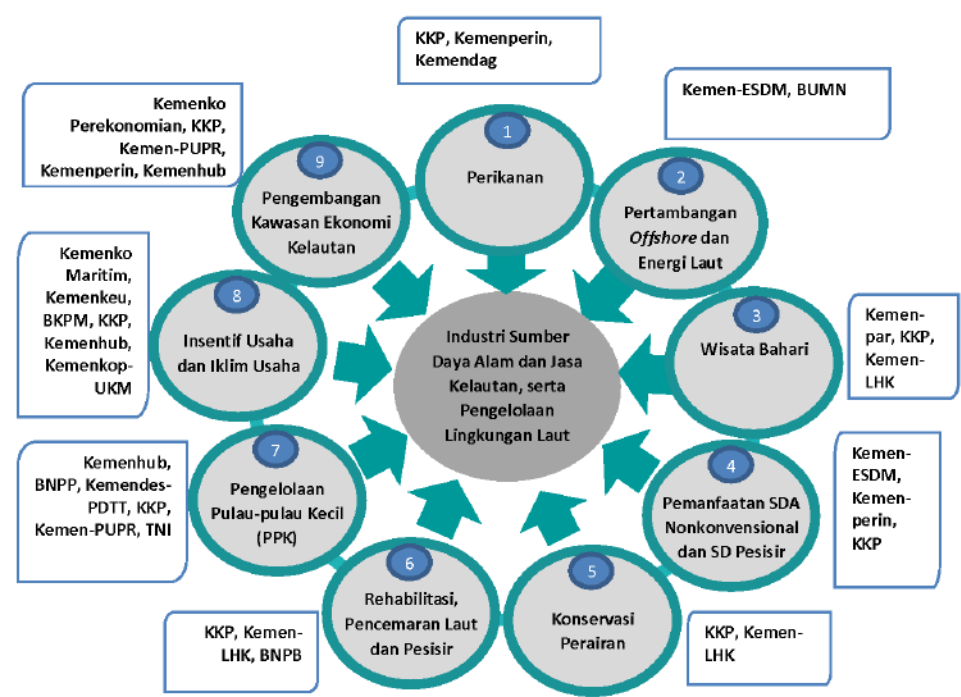 KKP, Kemenperin,
Kemendag
1
Perikanan
Kemen-ESDM, BUMN
2
Pertambangan
Offshore dan
Energi Laut
Kemen-
par, KKP,
Kemen-
LHK
3
Wisata Bahari
Kemen-
ESDM,
Kemen-
perin,
KKP
4
Pemanfaatan SDA
Nonkonvensional
dan SD Pesisir
KKP, Kemen-
LHK
5
Konservasi
Perairan
KKP, Kemen-
LHK, BNPB
6
Rehabilitasi,
Pencemaran Laut
dan Pesisir
Kemenhub,
BNPP, Kemendes-
PDTT, KKP,
Kemen-PUPR, TNI
7
Pengelolaan
Pulau-pulau Kecil
(PPK)
Kemenko
Maritim,
Kemenkeu,
BKPM, KKP,
Kemenhub,
Kemenkop-
UKM
8
Insentif Usaha
dan Iklim Usaha
Kemenko
Perekonomian, KKP,
Kemen-PUPR,
Kemenperin, Kemenhub
9
Pengembangan
Kawasan Ekonomi
Kelautan
Industri Sumber
Daya Alam dan Jasa
Kelautan, serta
Pengelolaan
Lingkungan Laut